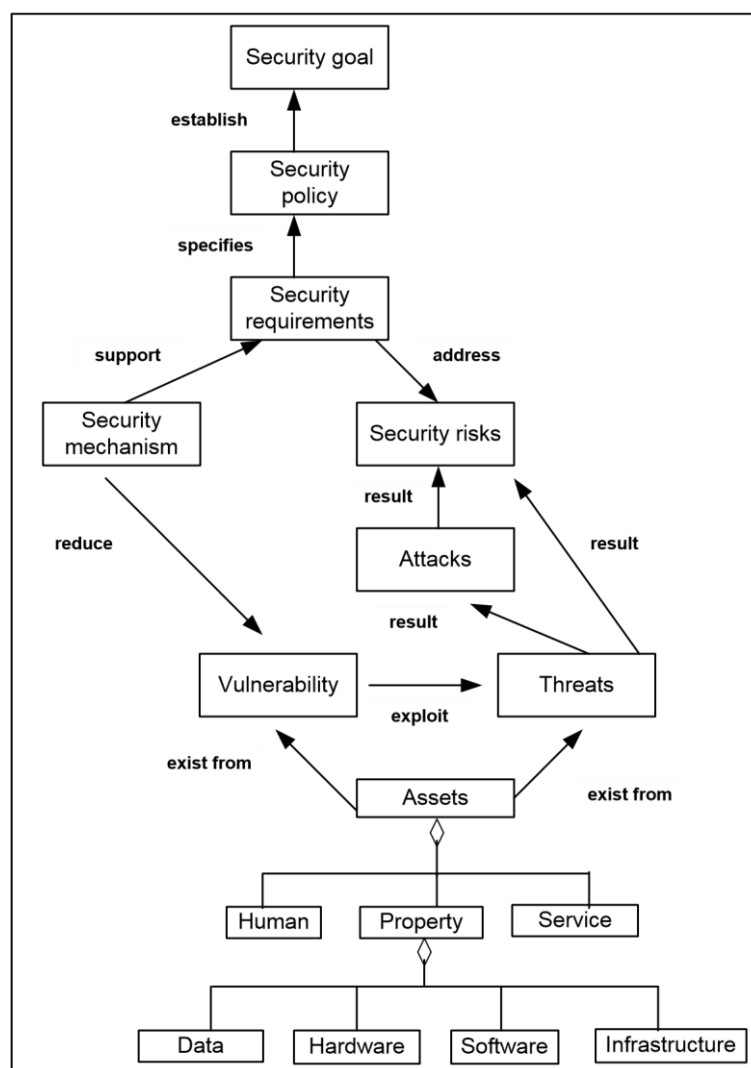 Security goal
establish
Security
policy
specifies
Security
requirements
support
address
Security
mechanism
Security risks
result
reduce
Attacks
result
result
Vulnerability
Threats
exploit
exist from
Assets
exist from
Human
Property
Service
Data
Hardware
Software
Infrastructure